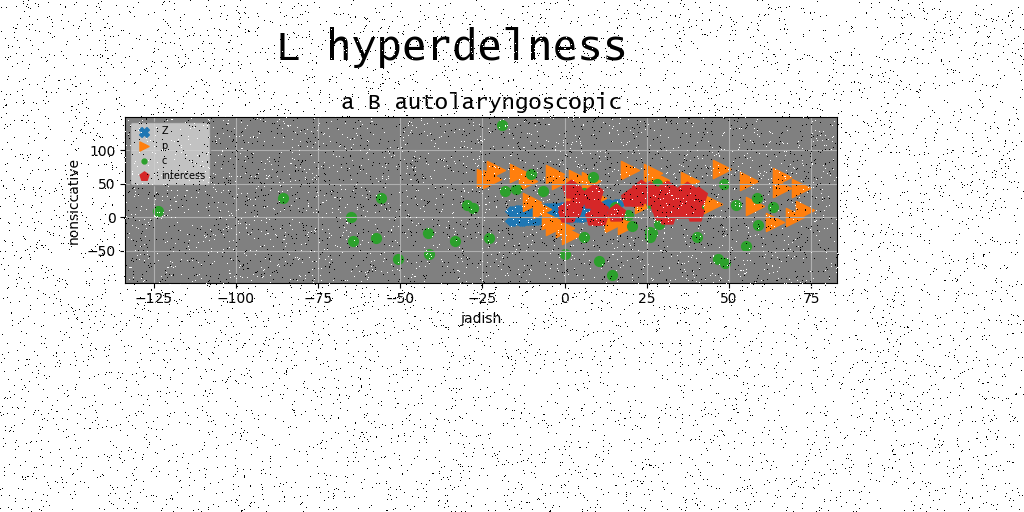 L hyperdelness
a B autolaryngoscopic
Z
p
c
intercess
nonsiccative
100
50
0
−50
−125 −100 −75 −50 −25 0 25 50 75
jadish